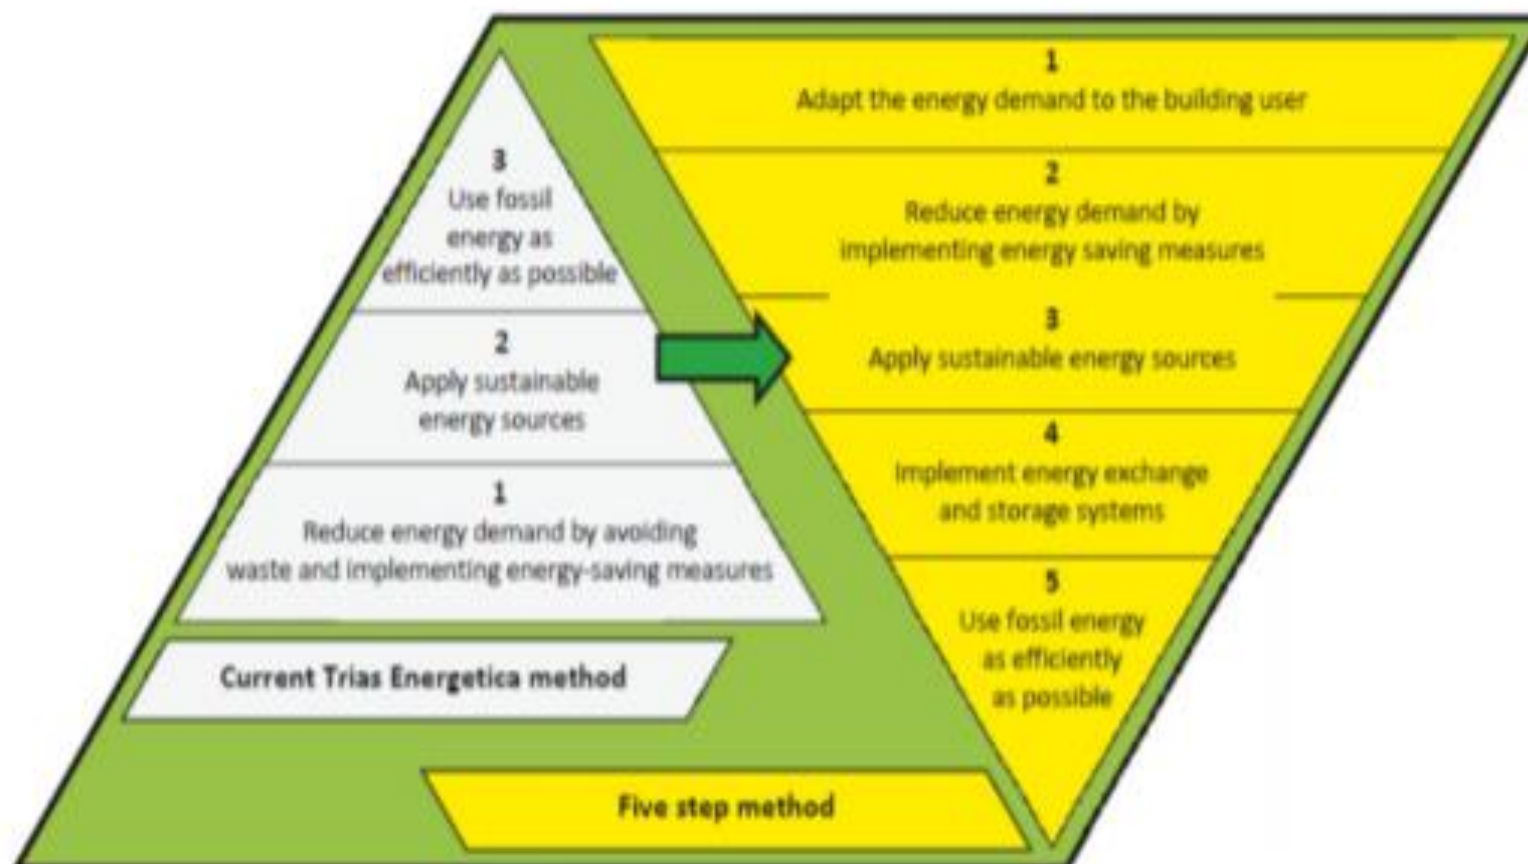 3
Use fossil
energy as
efficiently as possible
2
Apply sustainable
energy sources
1
Reduce energy demand by avoiding
waste and implementing energy-saving measures
Current Trias Energetica method
1
Adapt the energy demand to the building user
2
Reduce energy demand by
implementing energy saving measures
3
Apply sustainable energy sources
4
Implement energy exchange
and storage systems
5
Use fossil energy
as efficiently
as possible
Five step method